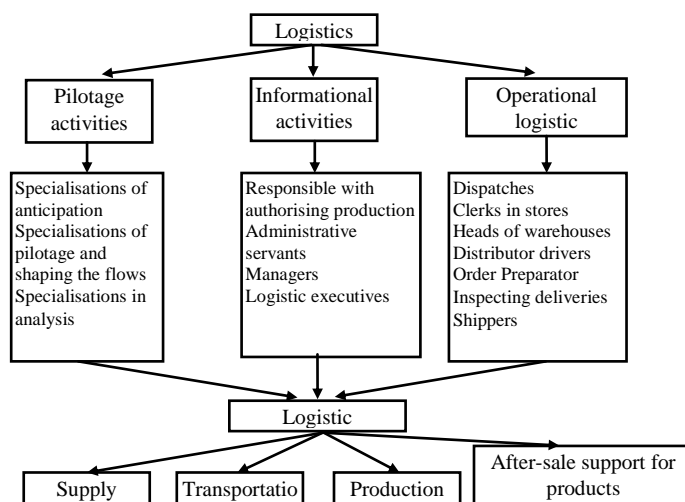 Logistics
Pilotage
activities
Informational
activities
Operational
logistic
Specialisations of
anticipation
Specialisations of
pilotage and
shaping the flows
Specialisations in
analysis
Responsible with
authorising production
Administrative
servants
Managers
Logistic executives
Dispatches
Clerks in stores
Heads of warehouses
Distributor drivers
Order Preparator
Inspecting deliveries
Shippers
Logistic
Supply
Transportatio
Production
After-sale support for
products